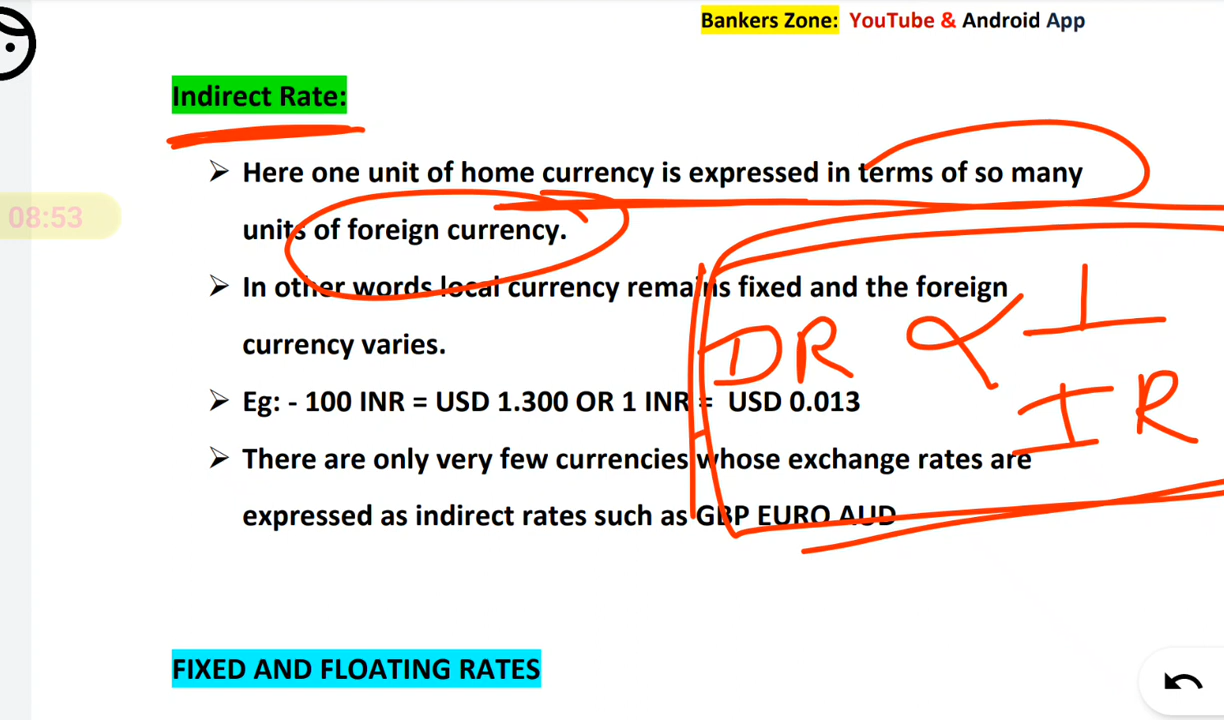 Bankers Zone: YouTube & Android App
Indirect Rate:
➢ Here one unit of home currency is expressed in terms of so many
units of foreign currency.
08:53
➢ In other words local currency remains fixed and the foreign
currency varies.
DR ∝ 1
IR
➢ Eg: - 100 INR = USD 1.300 OR 1 INR = USD 0.013
➢ There are only very few currencies whose exchange rates are
expressed as indirect rates such as GBP EURO AUD
FIXED AND FLOATING RATES